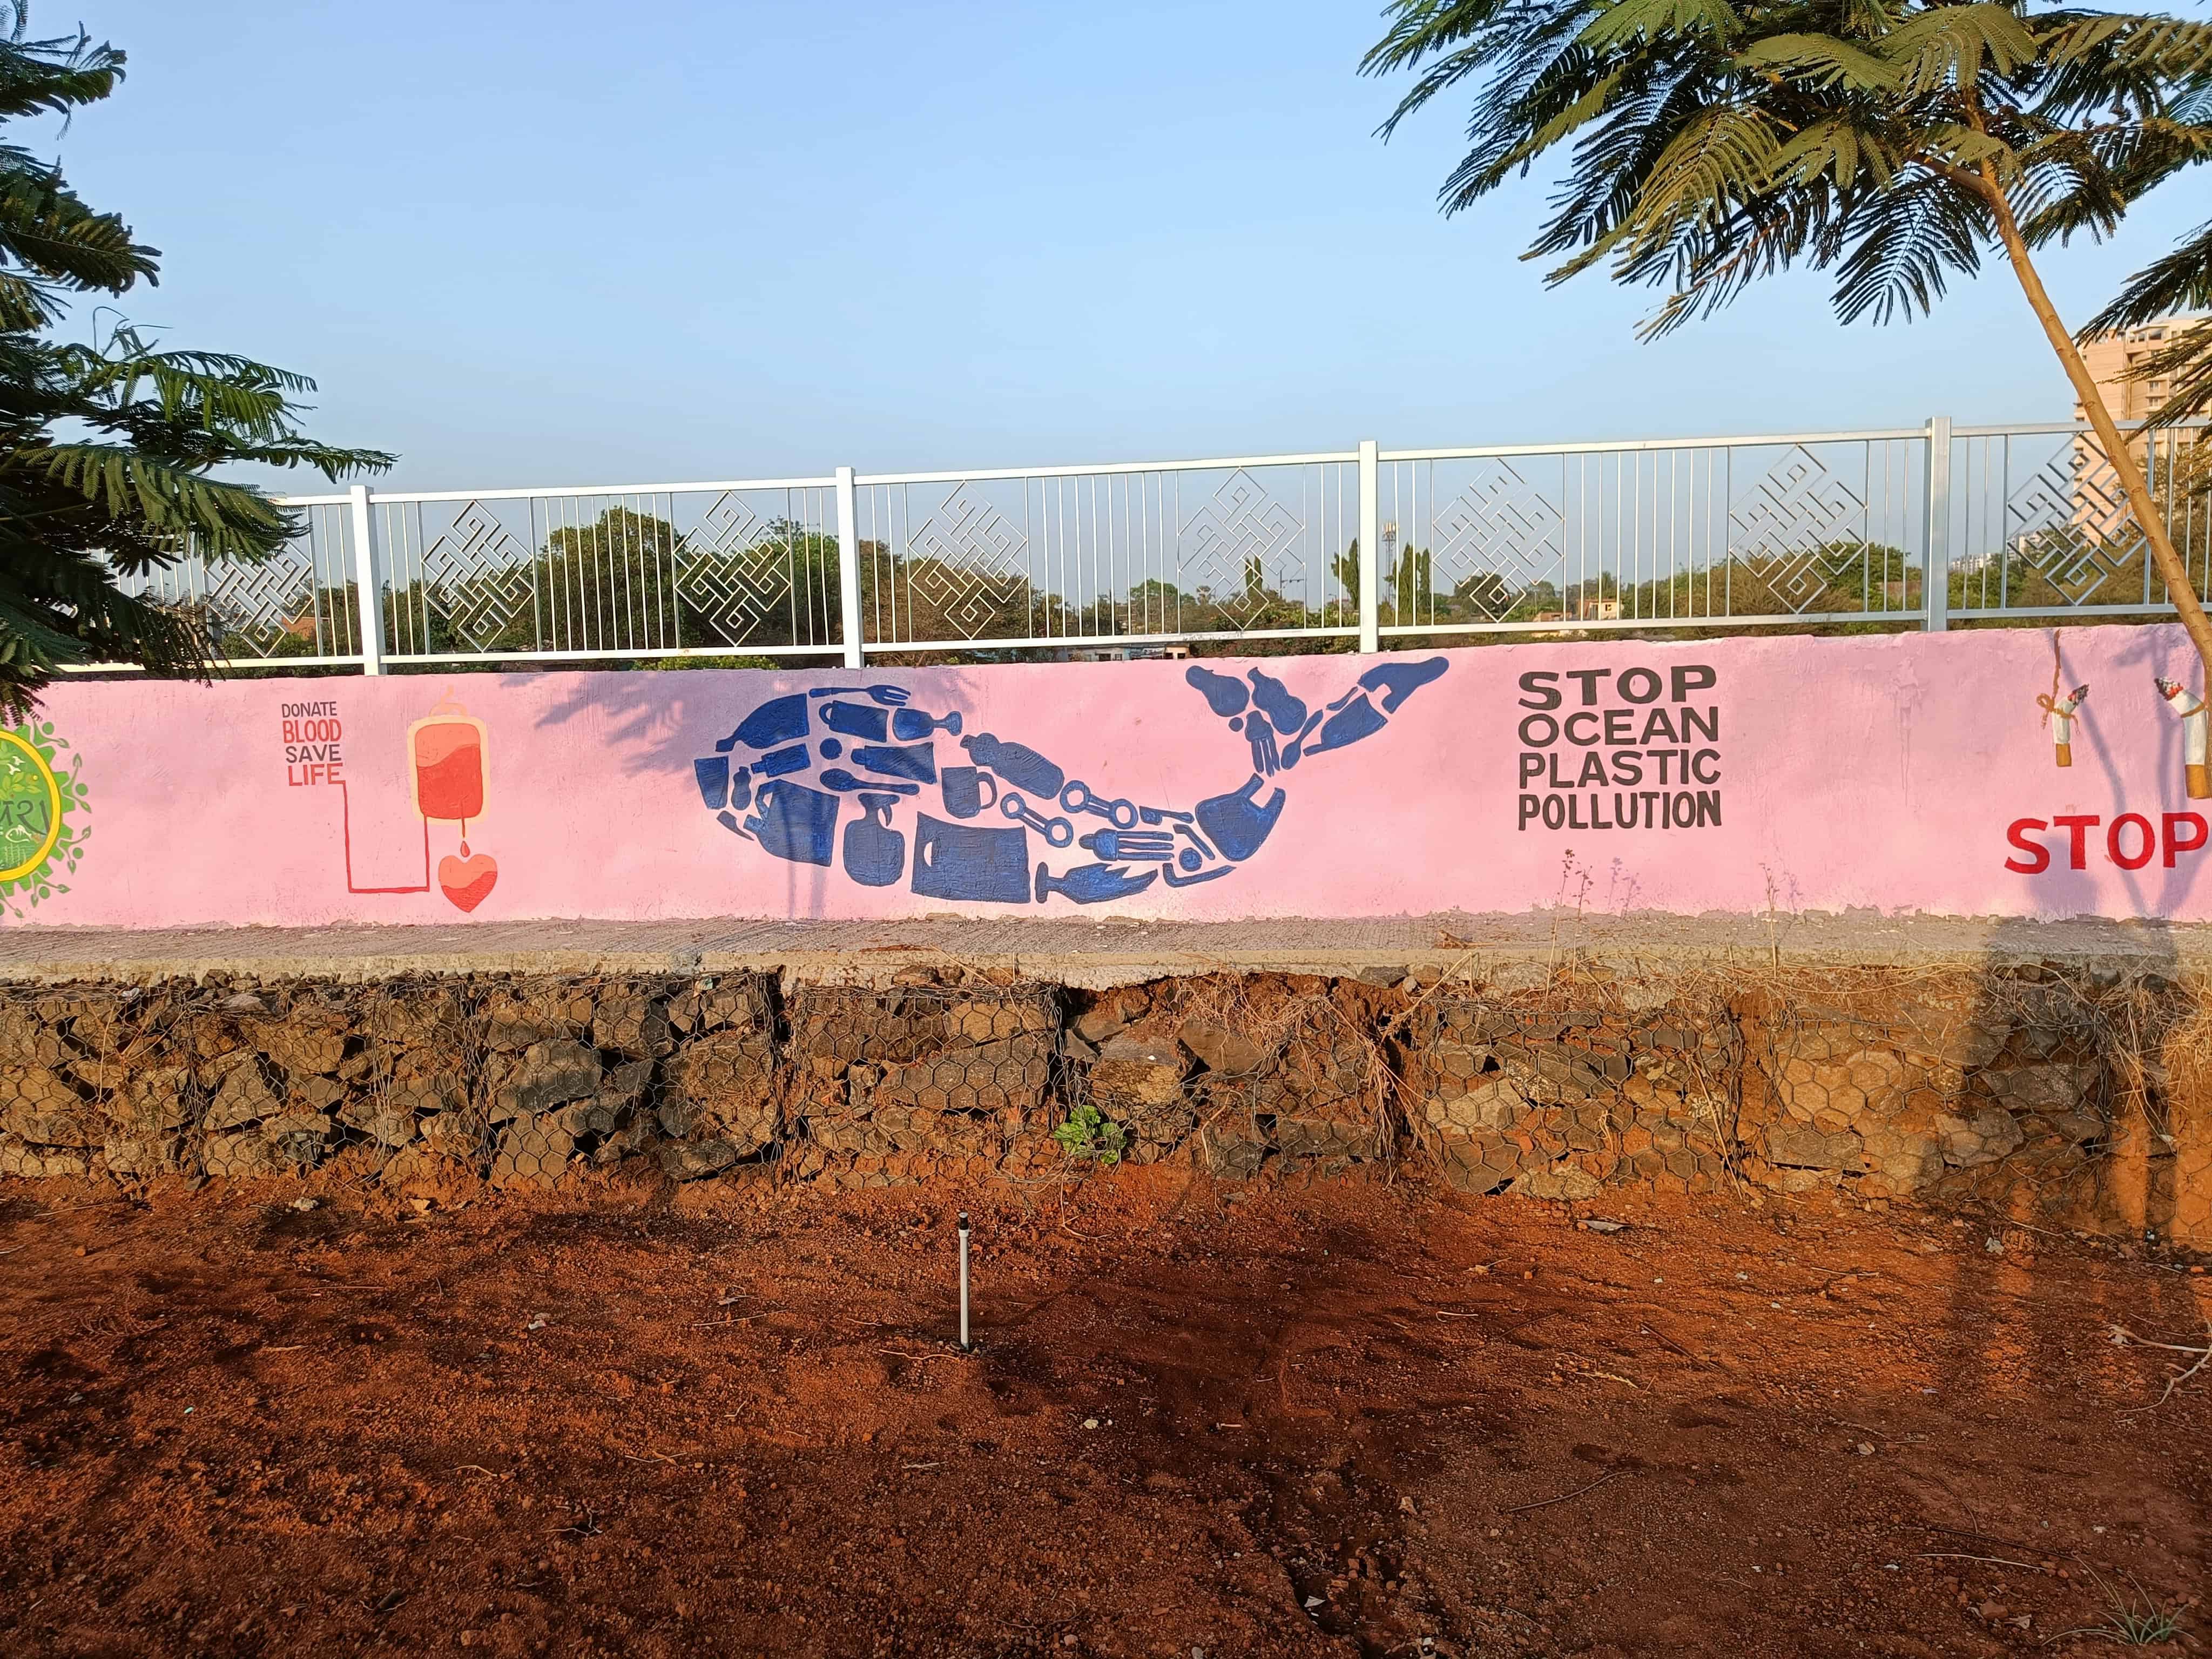 DONATE
BLOOD
SAVE
LIFE
STOP
OCEAN
PLASTIC
POLLUTION
STOP